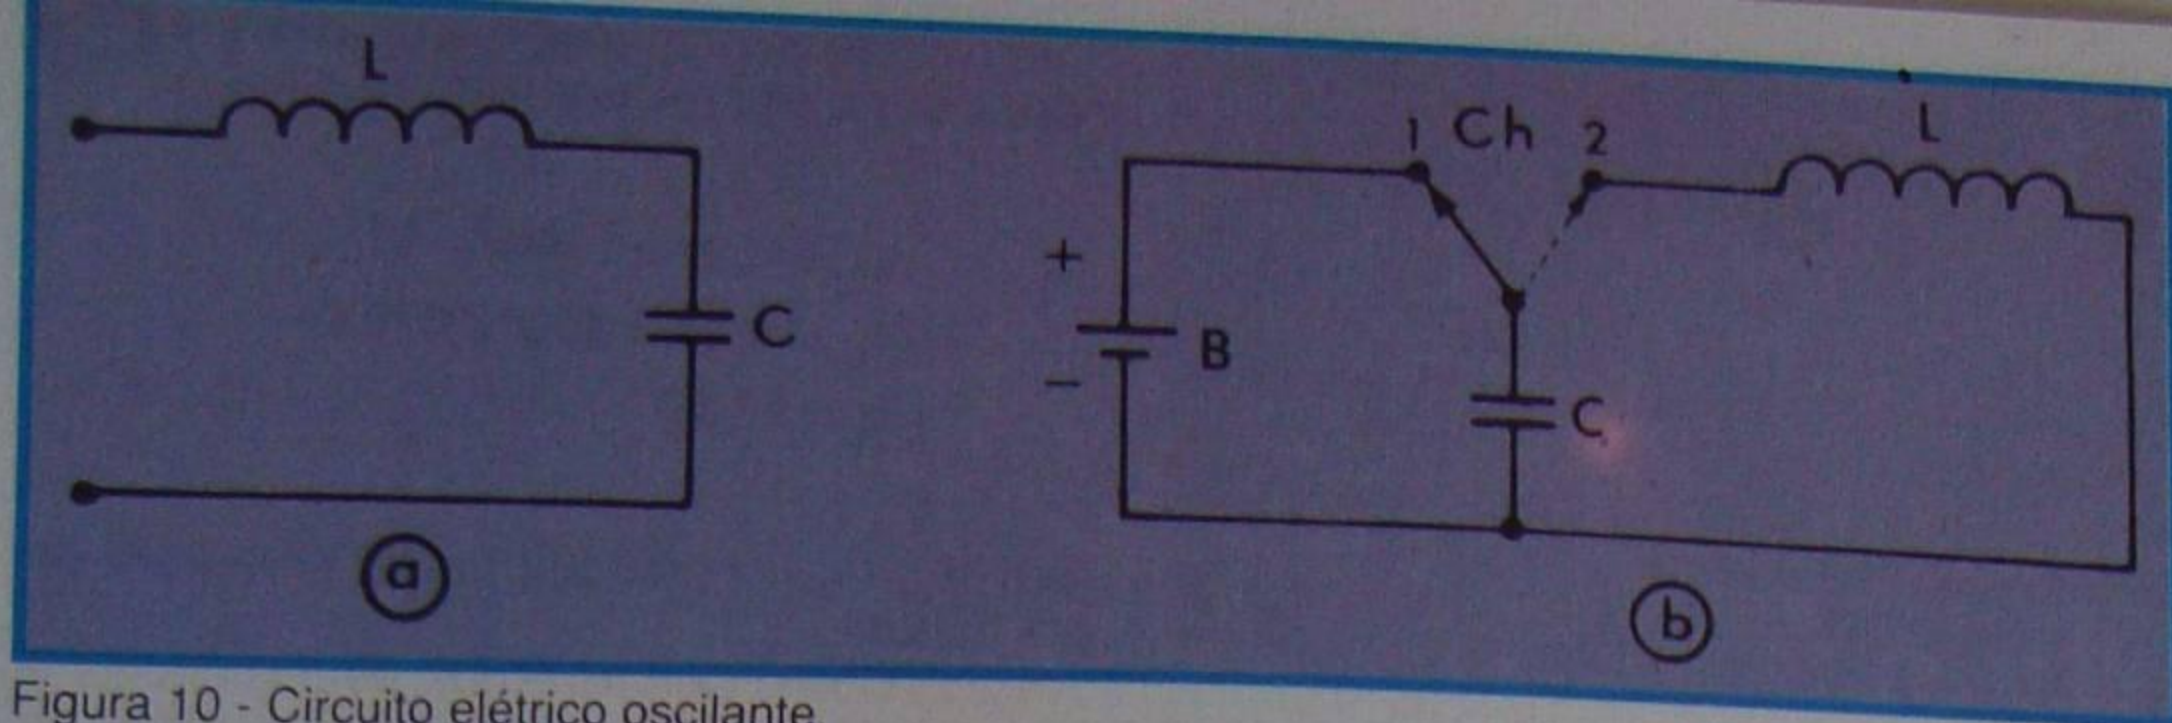 L
C
a
1 Ch 2
L
+
B
−
C
b
Figura 10 - Circuito elétrico oscilante